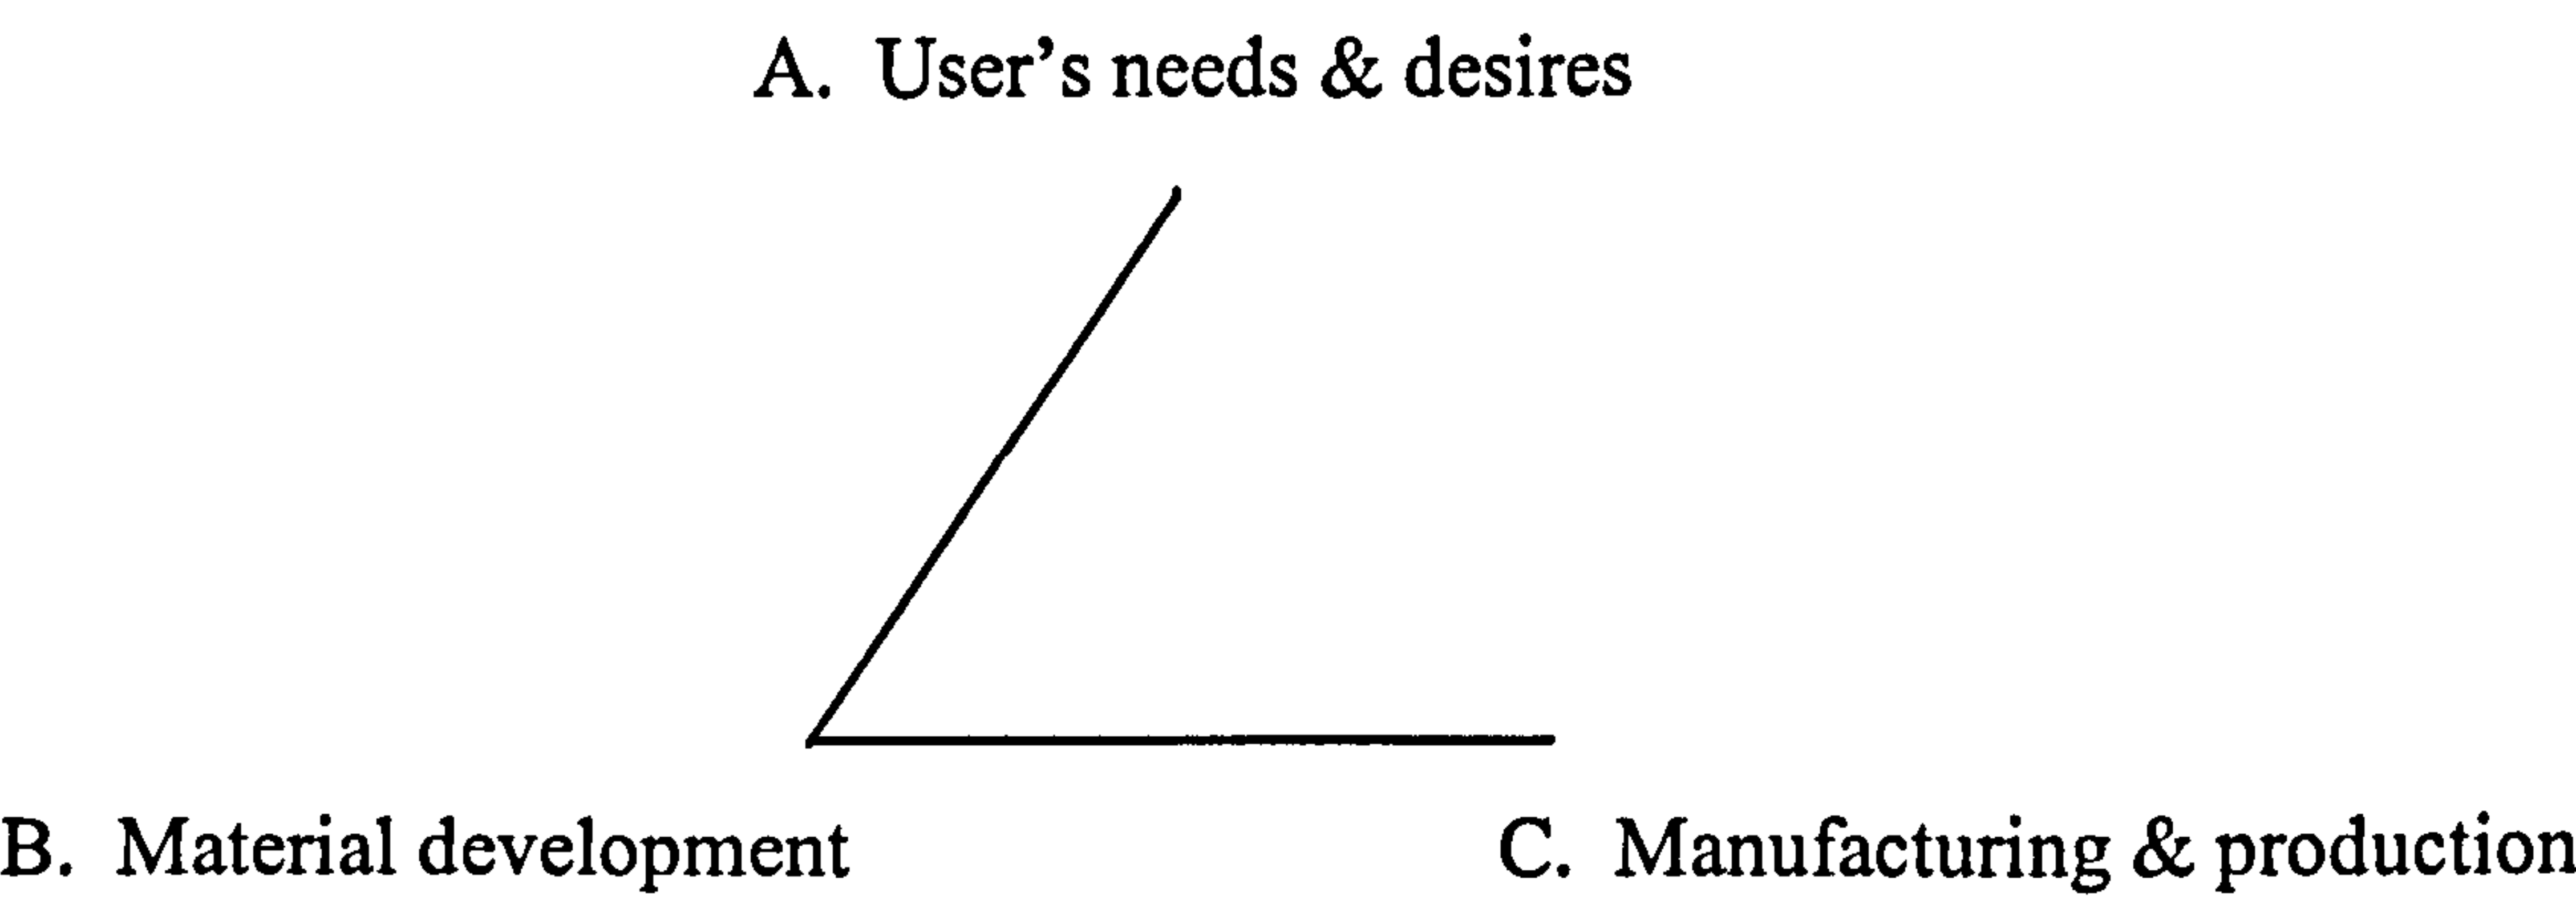 A. User’s needs & desires
B. Material development
C. Manufacturing & production